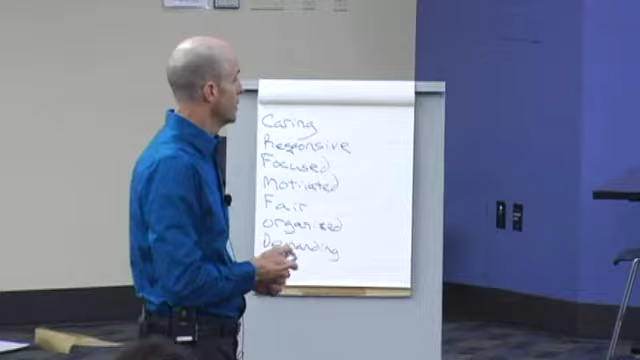 Caring
Responsive
Focused
Motivated
Fair
organized
Demanding